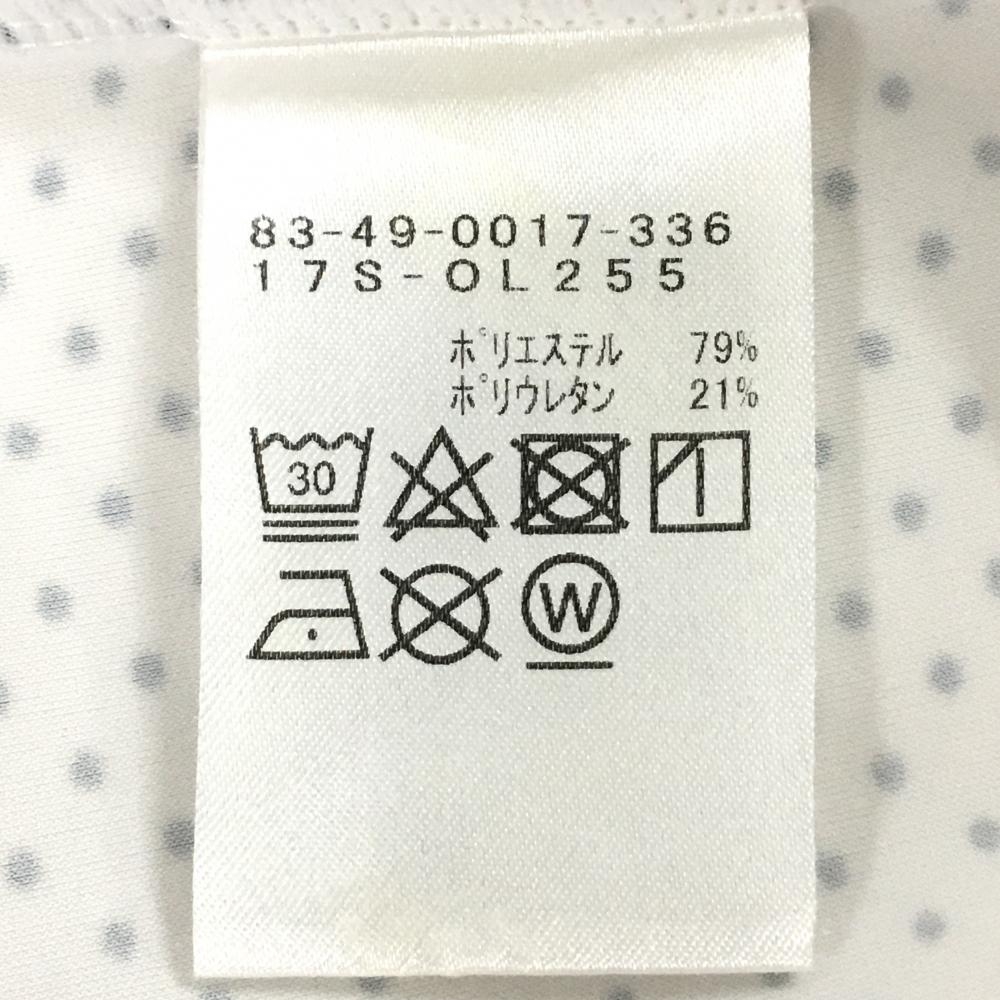 83-49-0017-336
17S-OL255
ポリエステル 79%
ポリウレタン 21%
30
W